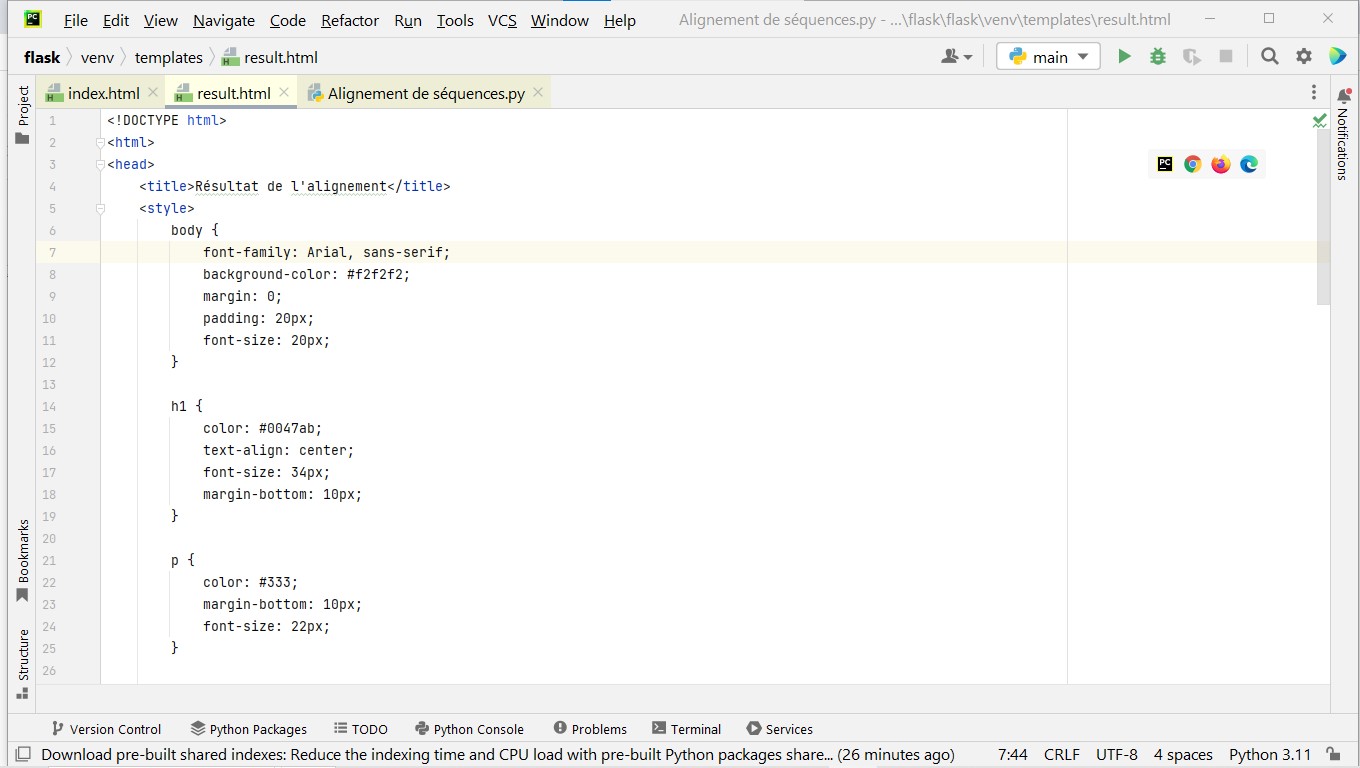 PC File Edit View Navigate Code Refactor Run Tools VCS Window Help Alignement de séquences.py - ...\flask\flask\venv\templates\result.html
flask venv templates result.html main
index.html result.html Alignement de séquences.py
Project
Notifications
1 <!DOCTYPE html>
2 <html>
3 <head>
4 <title>Résultat de l'alignement</title>
5 <style>
6 body {
7 font-family: Arial, sans-serif;
8 background-color: #f2f2f2;
9 margin: 0;
10 padding: 20px;
11 font-size: 20px;
12 }
13
14 h1 {
15 color: #0047ab;
16 text-align: center;
17 font-size: 34px;
18 margin-bottom: 10px;
19 }
20
21 p {
22 color: #333;
23 margin-bottom: 10px;
24 font-size: 22px;
25 }
26
Bookmarks
Structure
Version Control Python Packages TODO Python Console Problems Terminal Services
Download pre-built shared indexes: Reduce the indexing time and CPU load with pre-built Python packages share... (26 minutes ago) 7:44 CRLF UTF-8 4 spaces Python 3.11